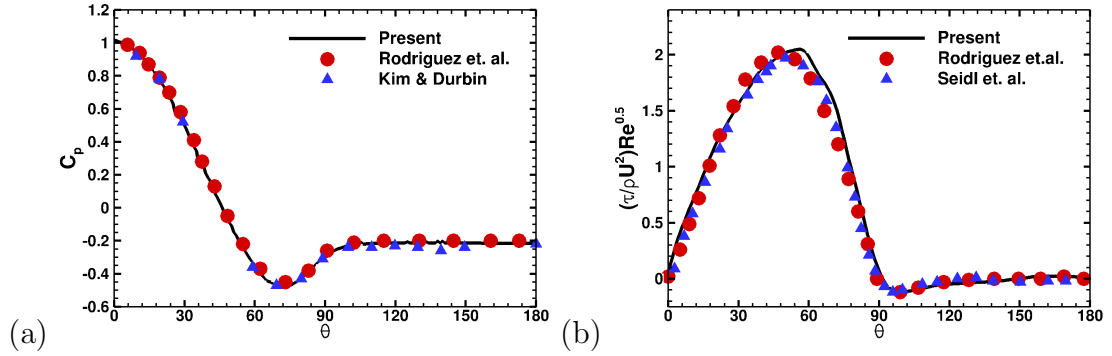 Present
Rodriguez et. al.
Kim & Durbin
1
0.8
0.6
0.4
0.2
0
-0.2
-0.4
-0.6
C_p
0 30 60 90 120 150 180
θ
(a)
Present
Rodriguez et.al.
Seidl et. al.
2
1.5
1
0.5
0
(τ/ρU²)Re^0.5
0 30 60 90 120 150 180
θ
(b)